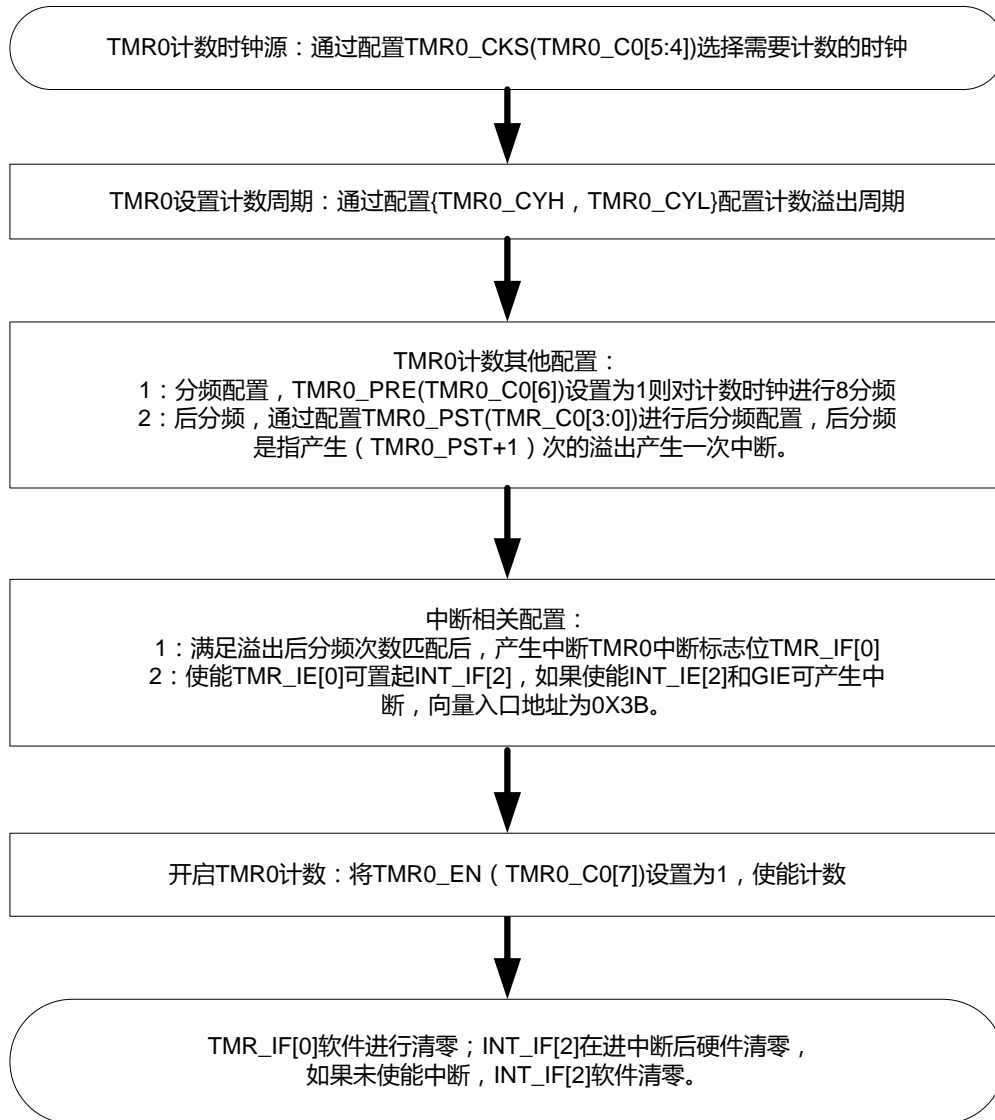 TMR0计数时钟源：通过配置TMR0_CKS(TMR0_C0[5:4])选择需要计数的时钟
TMR0设置计数周期：通过配置{TMR0_CYH，TMR0_CYL}配置计数溢出周期
TMR0计数其他配置：
1：分频配置，TMR0_PRE(TMR0_C0[6])设置为1则对计数时钟进行8分频
2：后分频，通过配置TMR0_PST(TMR_C0[3:0])进行后分频配置，后分频
是指产生（TMR0_PST+1）次的溢出产生一次中断。
中断相关配置：
1：满足溢出后分频次数匹配后，产生中断TMR0中断标志位TMR_IF[0]
2：使能TMR_IE[0]可置起INT_IF[2]，如果使能INT_IE[2]和GIE可产生中
断，向量入口地址为0X3B。
开启TMR0计数：将TMR0_EN（TMR0_C0[7])设置为1，使能计数
TMR_IF[0]软件进行清零；INT_IF[2]在进中断后硬件清零，
如果未使能中断，INT_IF[2]软件清零。